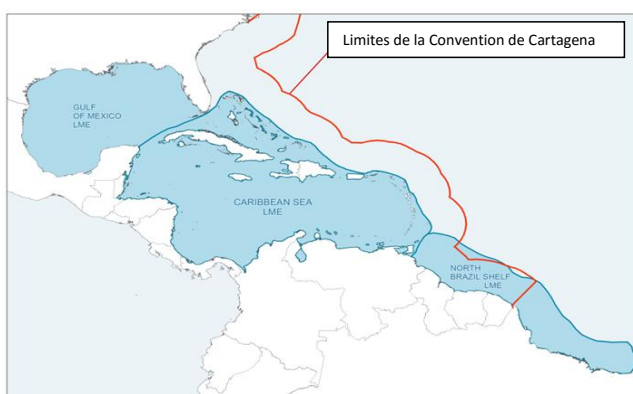 Limites de la Convention de Cartagena
GULF
OF MEXICO
LME
CARIBBEAN SEA
LME
NORTH
BRAZIL SHELF
LME